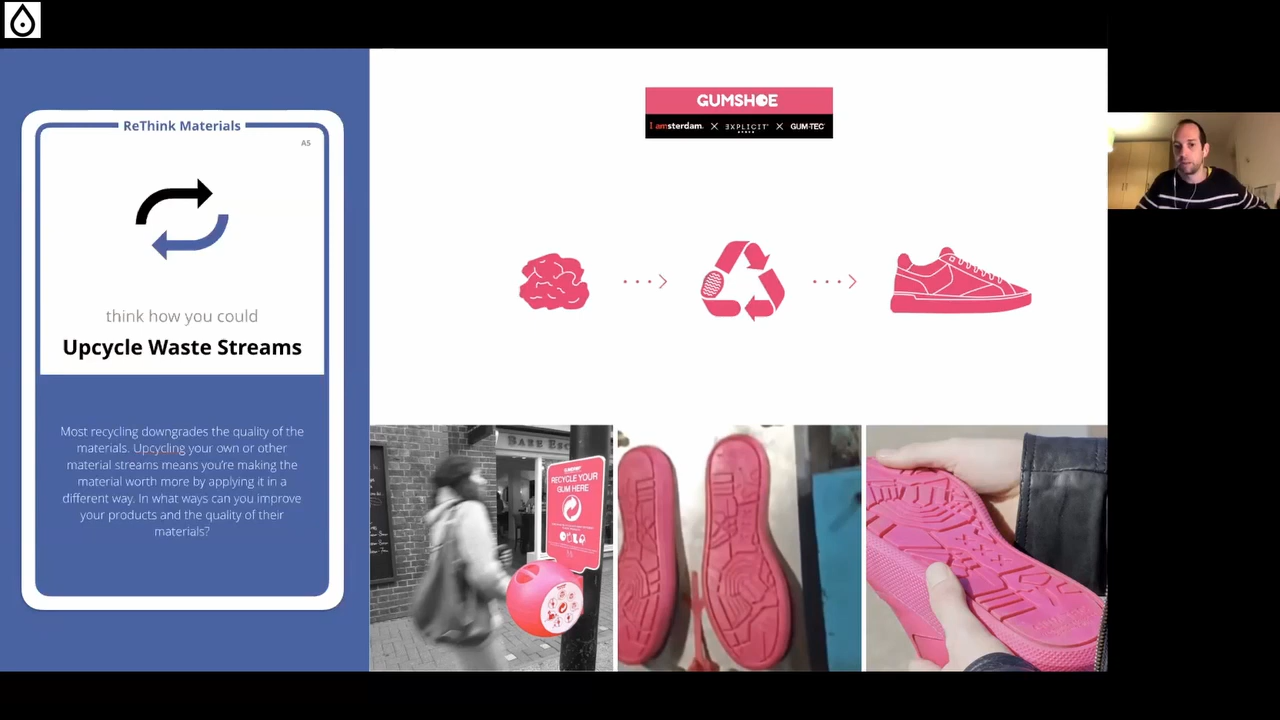 ReThink Materials
A5
think how you could
Upcycle Waste Streams
Most recycling downgrades the quality of the
materials. Upcycling your own or other
material streams means you're making the
material worth more by applying it in a
different way. In what ways can you improve
your products and the quality of their
materials?
GUMSHOE
I amsterdam. X EXPLICIT X GUM-TEC
RECYCLE YOUR
GUM HERE